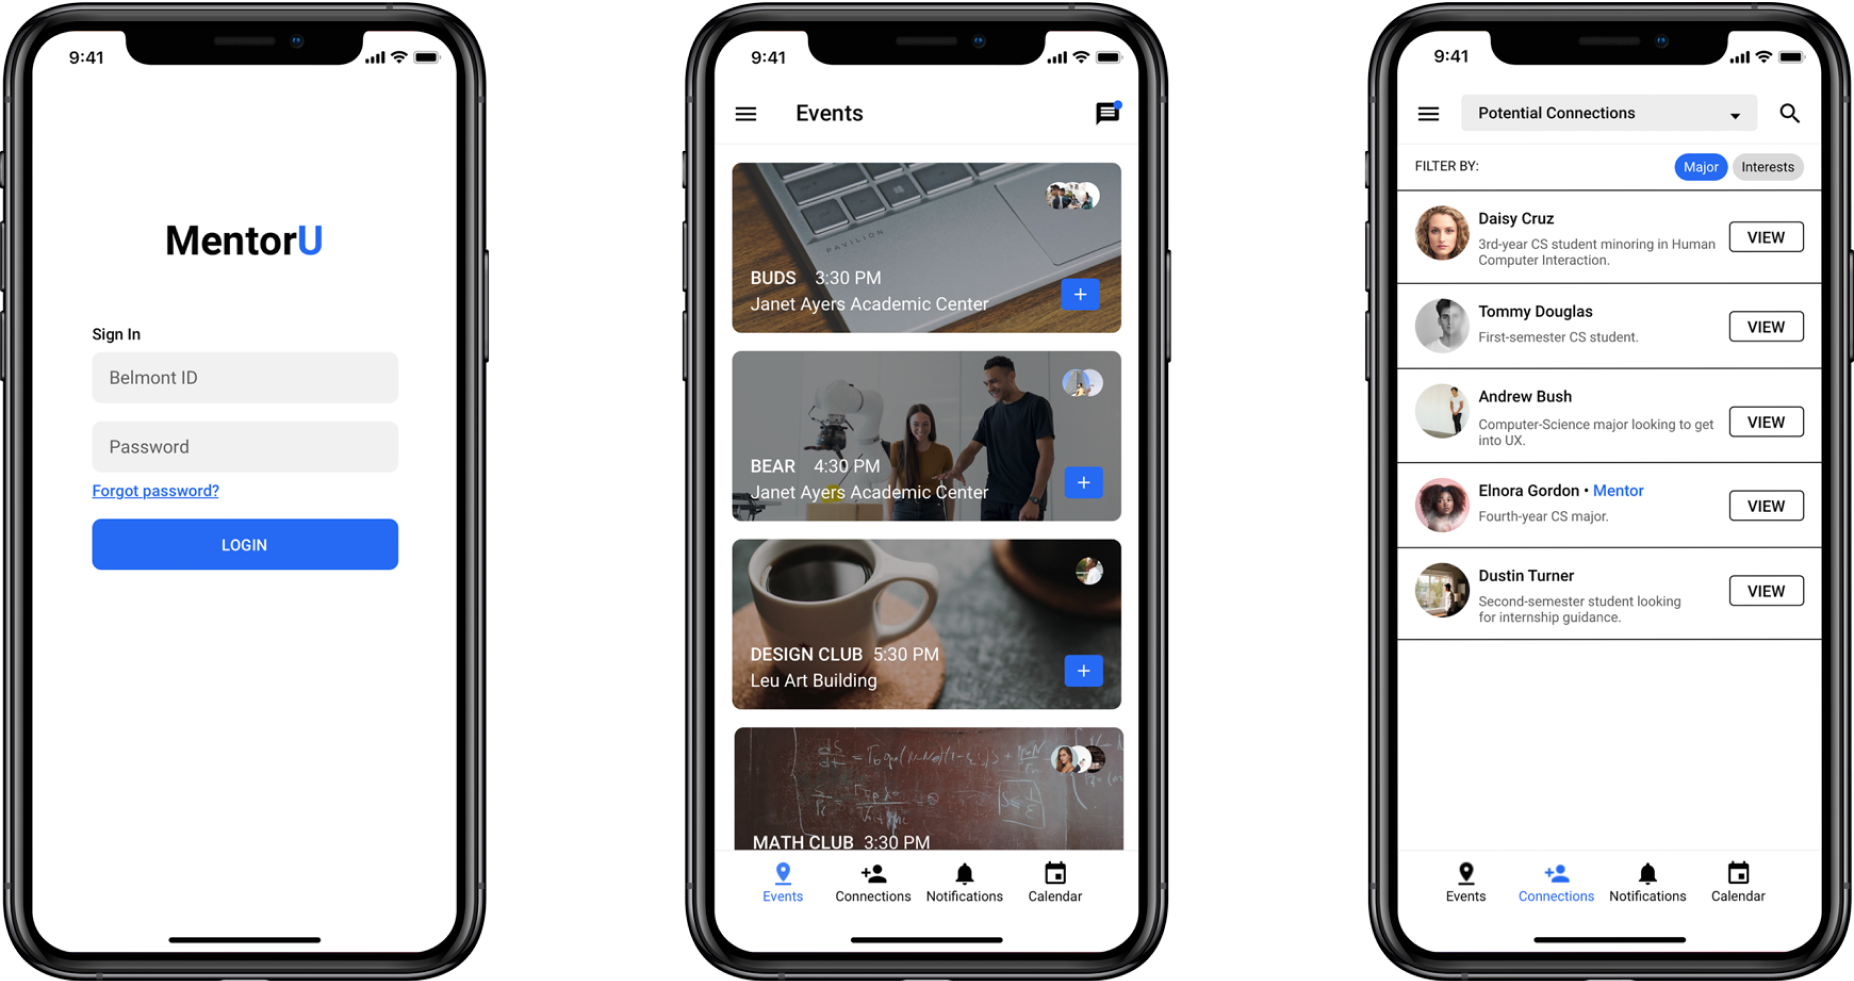 9:41
MentorU
Sign In
Belmont ID
Password
Forgot password?
LOGIN
9:41
Events
PAVILION
BUDS 3:30 PM
Janet Ayers Academic Center
+
BEAR 4:30 PM
Janet Ayers Academic Center
+
DESIGN CLUB 5:30 PM
Leu Art Building
+
MATH CLUB 3:30 PM
Events Connections Notifications Calendar
9:41
Potential Connections
FILTER BY: Major Interests
Daisy Cruz
3rd-year CS student minoring in Human
Computer Interaction.
VIEW
Tommy Douglas
First-semester CS student.
VIEW
Andrew Bush
Computer-Science major looking to get
into UX.
VIEW
Elnora Gordon • Mentor
Fourth-year CS major.
VIEW
Dustin Turner
Second-semester student looking
for internship guidance.
VIEW
Events Connections Notifications Calendar